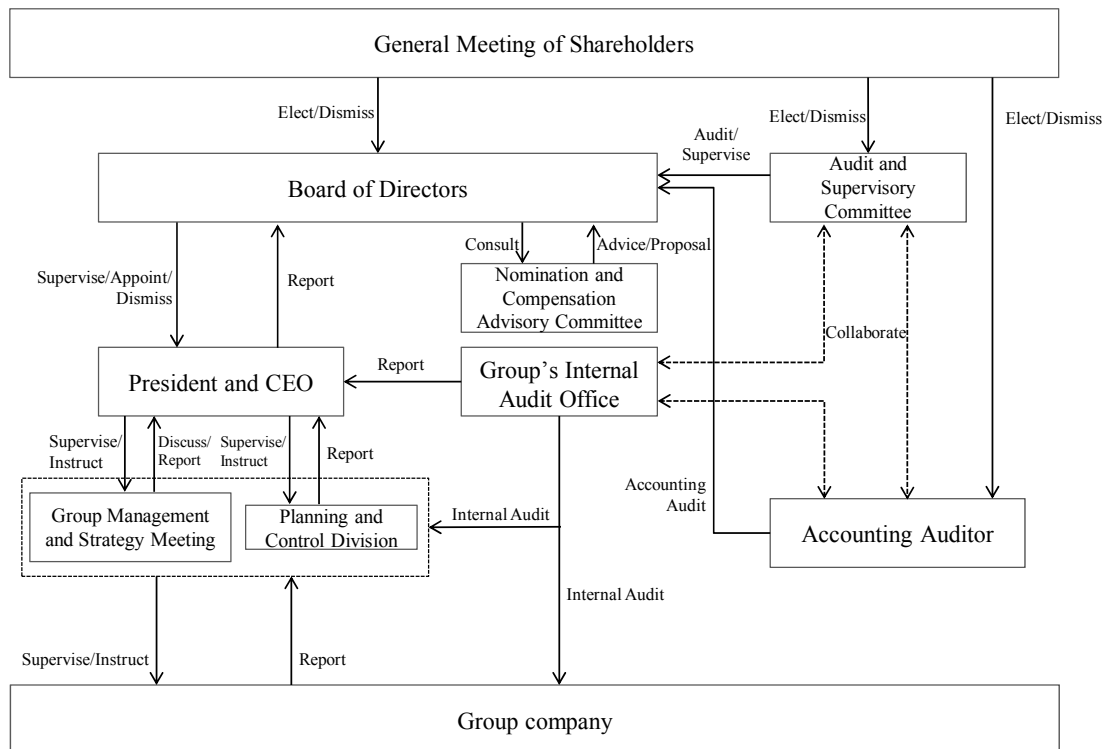 General Meeting of Shareholders
Elect/Dismiss
Elect/Dismiss
Elect/Dismiss
Audit/
Supervise
Board of Directors
Audit and
Supervisory
Committee
Consult
Advice/Proposal
Supervise/Appoint/
Dismiss
Report
Nomination and
Compensation
Advisory Committee
Collaborate
President and CEO
Report
Group's Internal
Audit Office
Supervise/
Instruct
Discuss/
Report
Supervise/
Instruct
Report
Accounting
Audit
Group Management
and Strategy Meeting
Planning and
Control Division
Internal Audit
Accounting Auditor
Internal Audit
Supervise/Instruct
Report
Group company